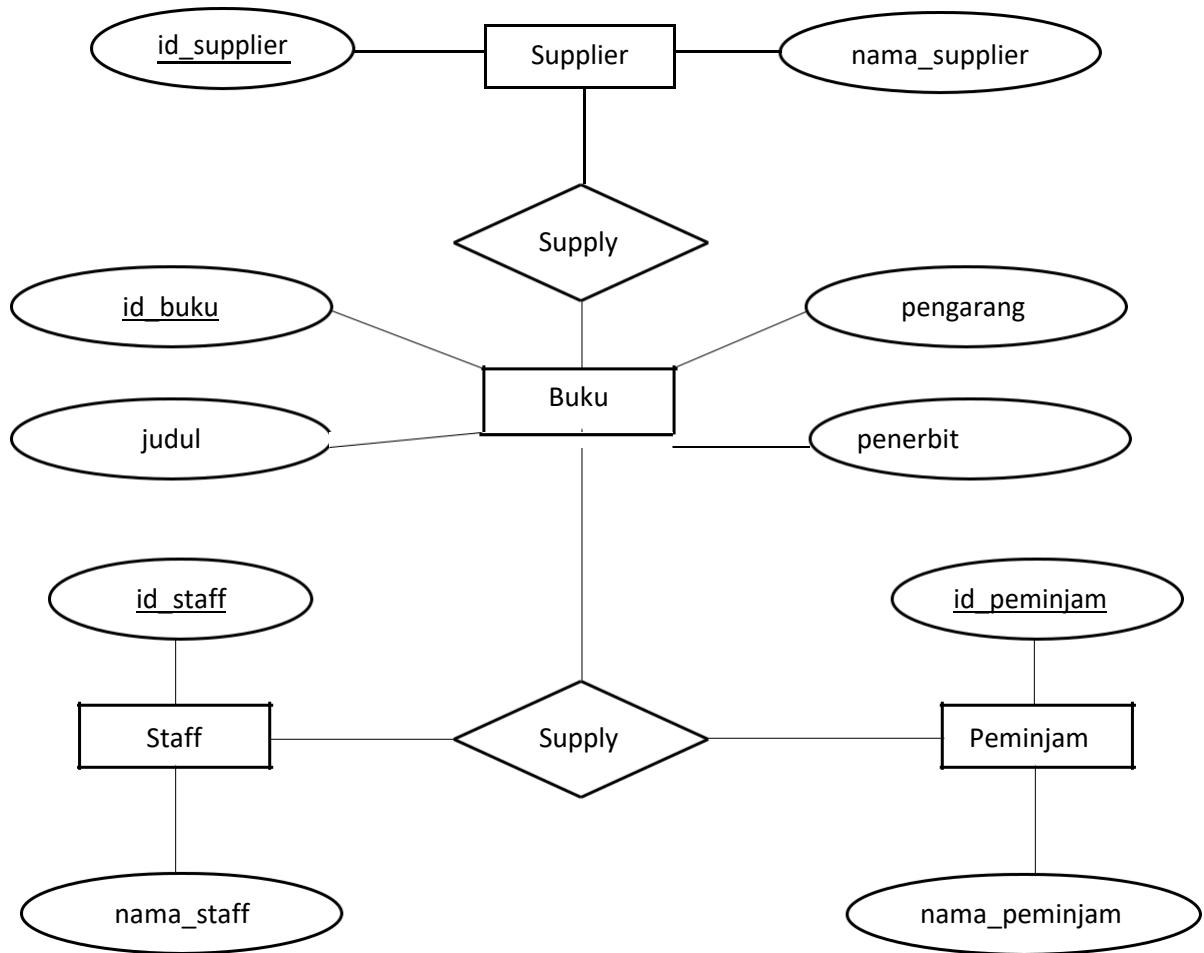 id_supplier
Supplier
nama_supplier
Supply
id_buku
pengarang
Buku
judul
penerbit
id_staff
id_peminjam
Staff
Supply
Peminjam
nama_staff
nama_peminjam